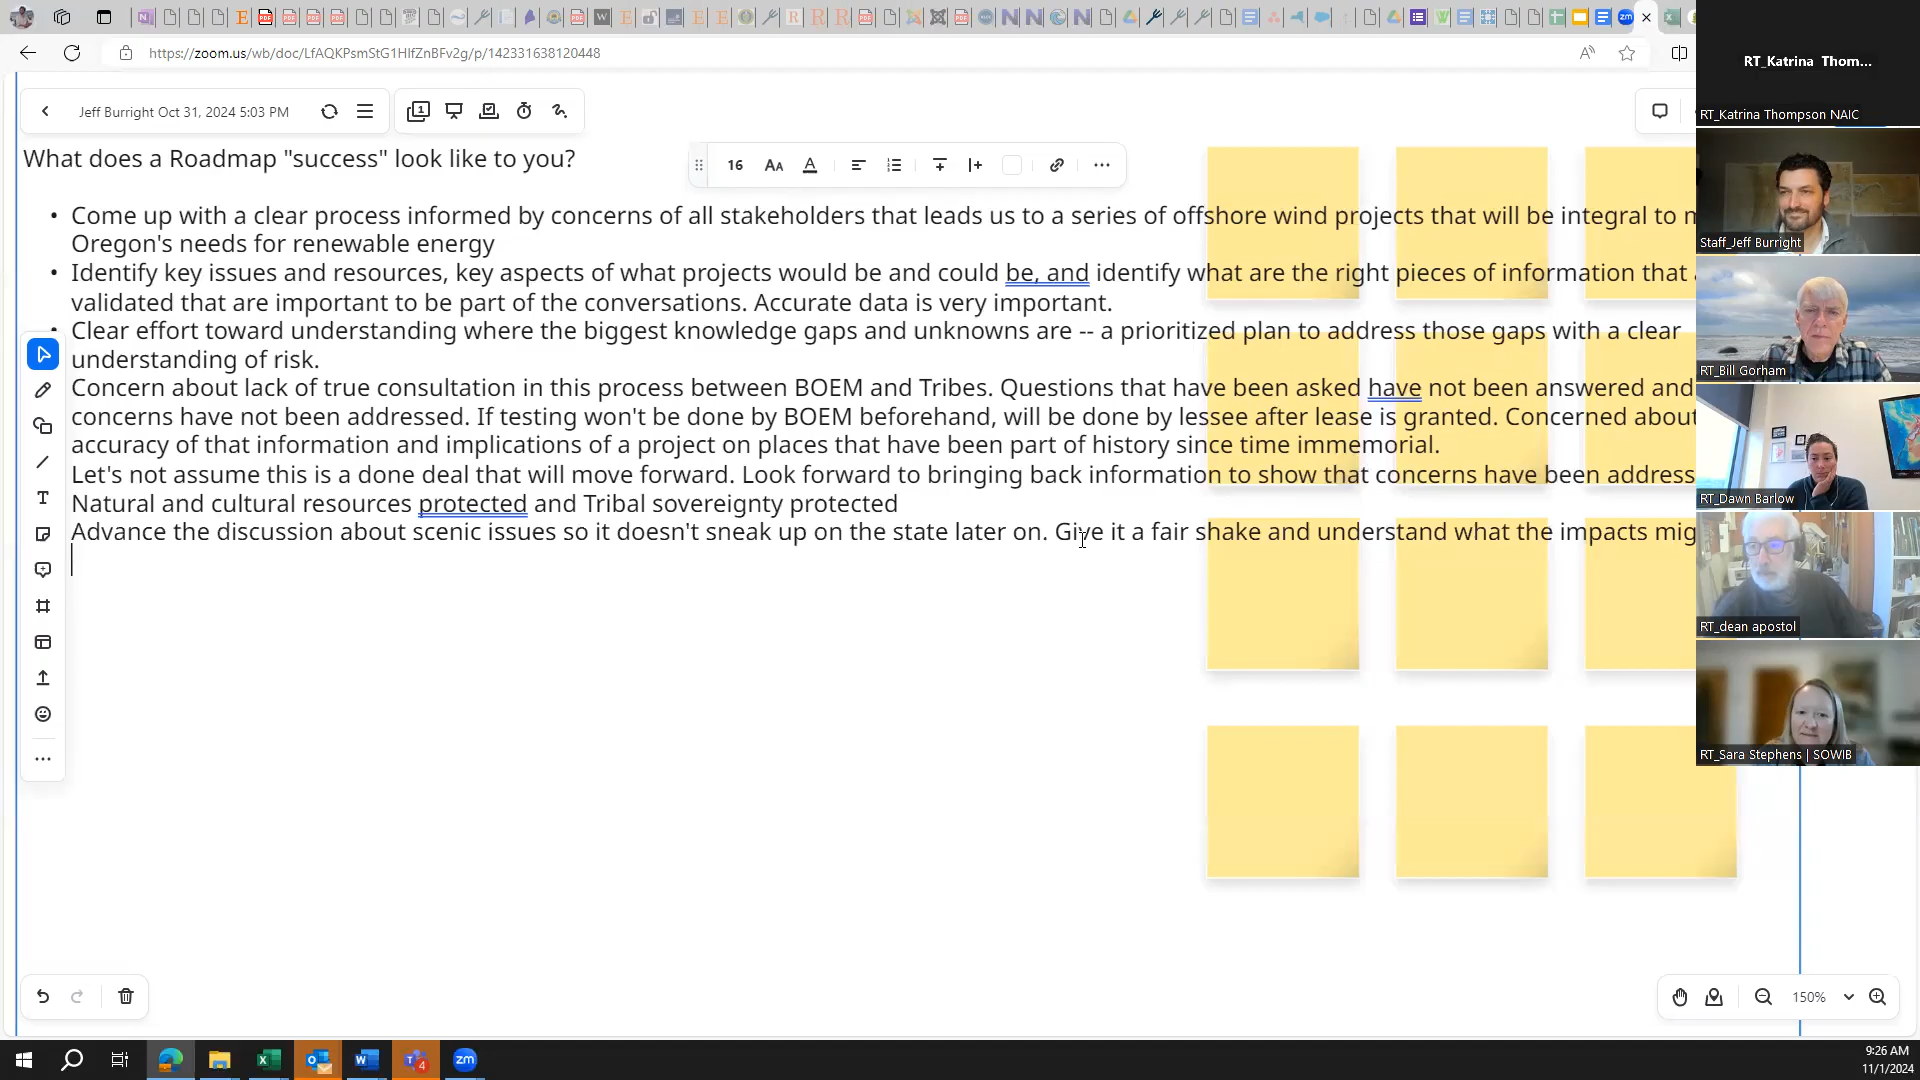 https://zoom.us/wb/doc/LfAQKPsmStG1HIfZnBFv2g/p/142331638120448
RT_Katrina Thom...
RT_Katrina Thompson NAIC
Jeff Burright Oct 31, 2024 5:03 PM
What does a Roadmap "success" look like to you?
16
• Come up with a clear process informed by concerns of all stakeholders that leads us to a series of offshore wind projects that will be integral to
Oregon's needs for renewable energy
• Identify key issues and resources, key aspects of what projects would be and could be, and identify what are the right pieces of information that
validated that are important to be part of the conversations. Accurate data is very important.
• Clear effort toward understanding where the biggest knowledge gaps and unknowns are -- a prioritized plan to address those gaps with a clear
understanding of risk.
Concern about lack of true consultation in this process between BOEM and Tribes. Questions that have been asked have not been answered and
concerns have not been addressed. If testing won't be done by BOEM beforehand, will be done by lessee after lease is granted. Concerned about
accuracy of that information and implications of a project on places that have been part of history since time immemorial.
Let's not assume this is a done deal that will move forward. Look forward to bringing back information to show that concerns have been address
Natural and cultural resources protected and Tribal sovereignty protected
Advance the discussion about scenic issues so it doesn't sneak up on the state later on. Give it a fair shake and understand what the impacts mig
Staff_Jeff Burright
RT_Bill Gorham
RT_Dawn Barlow
RT_dean apostol
RT_Sara Stephens | SOWIB
150%
4
zm
9:26 AM
11/1/2024